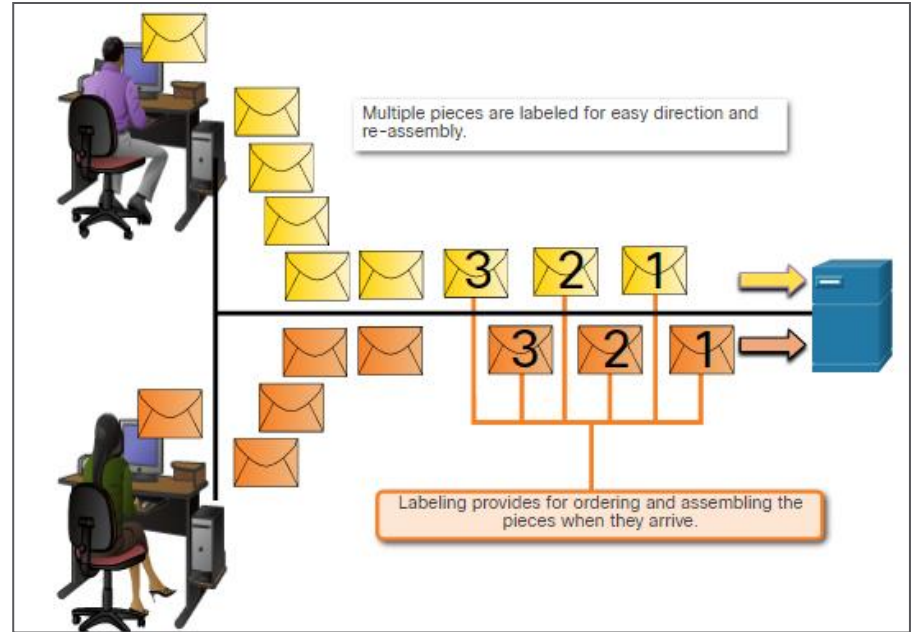 Multiple pieces are labeled for easy direction and
re-assembly.
3 2 1
3 2 1
Labeling provides for ordering and assembling the
pieces when they arrive.